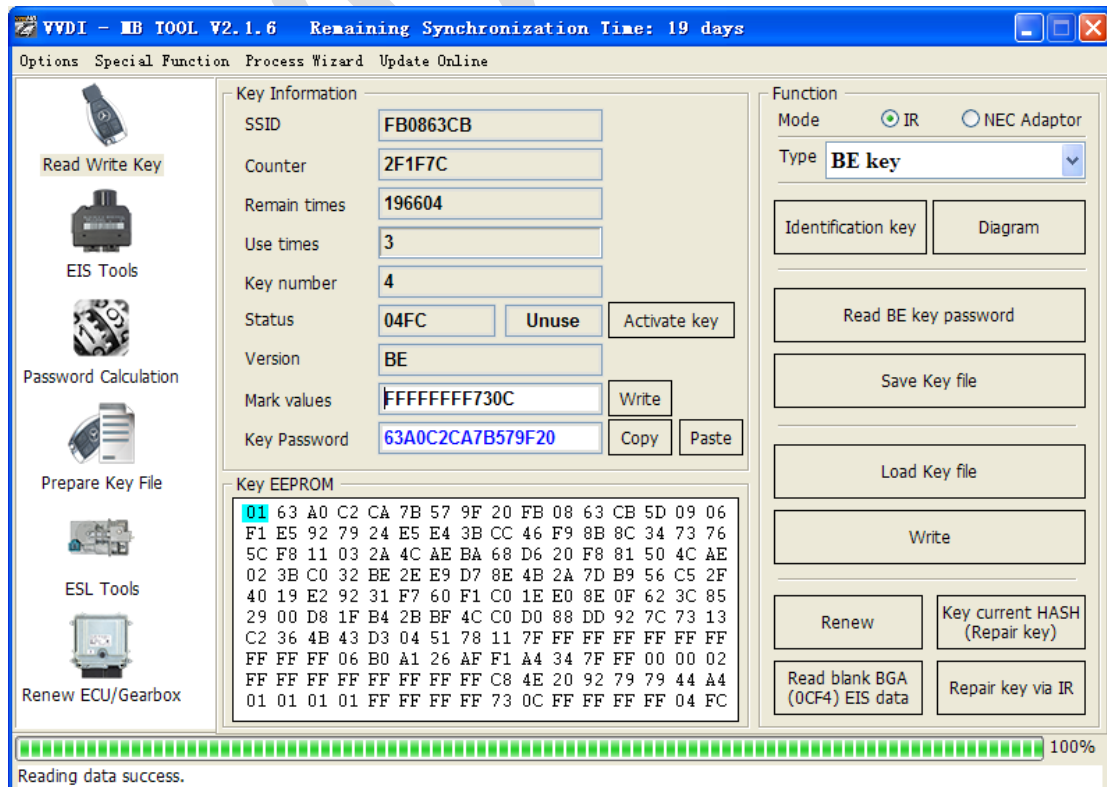 VVDI - MB TOOL V2.1.6 Remaining Synchronization Time: 19 days
Options Special Function Process Wizard Update Online
Read Write Key
EIS Tools
Password Calculation
Prepare Key File
ESL Tools
Renew ECU/Gearbox
Key Information
SSID FB0863CB
Counter 2F1F7C
Remain times 196604
Use times 3
Key number 4
Status 04FC Unuse Activate key
Version BE
Mark values FFFFFFFF730C Write
Key Password 63A0C2CA7B579F20 Copy Paste
Key EEPROM
01 63 A0 C2 CA 7B 57 9F 20 FB 08 63 CB 5D 09 06
F1 E5 92 79 24 E5 E4 3B CC 46 F9 8B 8C 34 73 76
5C F8 11 03 2A 4C AE BA 68 D6 20 F8 81 50 4C AE
02 3B C0 32 BE 2E E9 D7 8E 4B 2A 7D B9 56 C5 2F
40 19 E2 92 31 F7 60 F1 C0 1E E0 8E 0F 62 3C 85
29 00 D8 1F B4 2B BF 4C C0 D0 88 DD 92 7C 73 13
C2 36 4B 43 D3 04 51 78 11 7F FF FF FF FF FF FF
FF FF FF 06 B0 A1 26 AF F1 A4 34 7F FF 00 00 02
FF FF FF FF FF FF FF FF C8 4E 20 92 79 79 44 A4
01 01 01 01 FF FF FF FF 73 0C FF FF FF FF 04 FC
Function
Mode IR NEC Adaptor
Type BE key
Identification key Diagram
Read BE key password
Save Key file
Load Key file
Write
Renew
Key current HASH
(Repair key)
Read blank BGA
(0CF4) EIS data
Repair key via IR
100%
Reading data success.